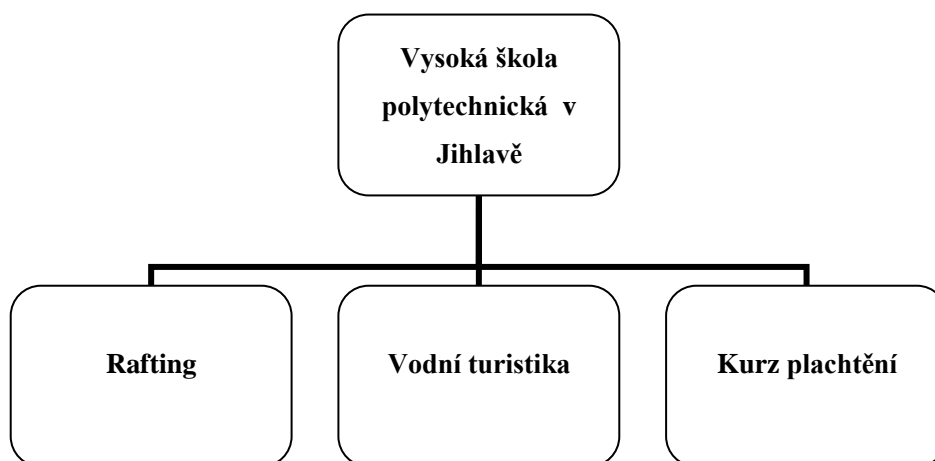 Vysoká škola
polytechnická v
Jihlavě
Rafting
Vodní turistika
Kurz plachtění